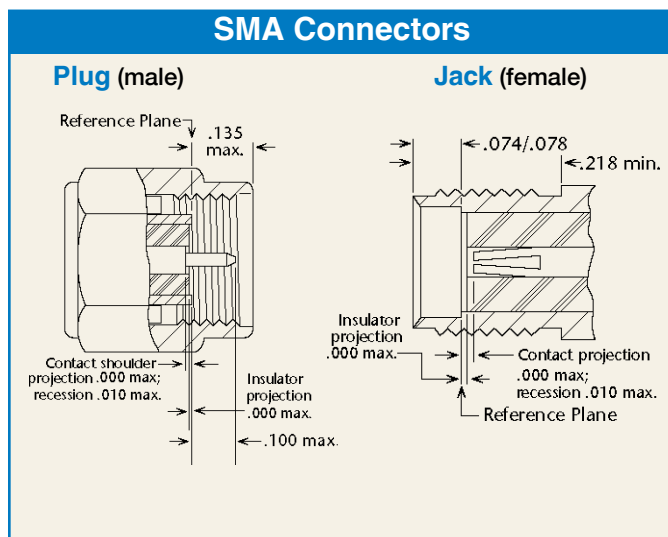 SMA Connectors
Plug (male)
Reference Plane
.135
max.
Contact shoulder
projection .000 max;
recession .010 max.
Insulator
projection
.000 max.
.100 max.
Jack (female)
.074/.078
.218 min.
Insulator
projection
.000 max.
Contact projection
.000 max;
recession .010 max.
Reference Plane